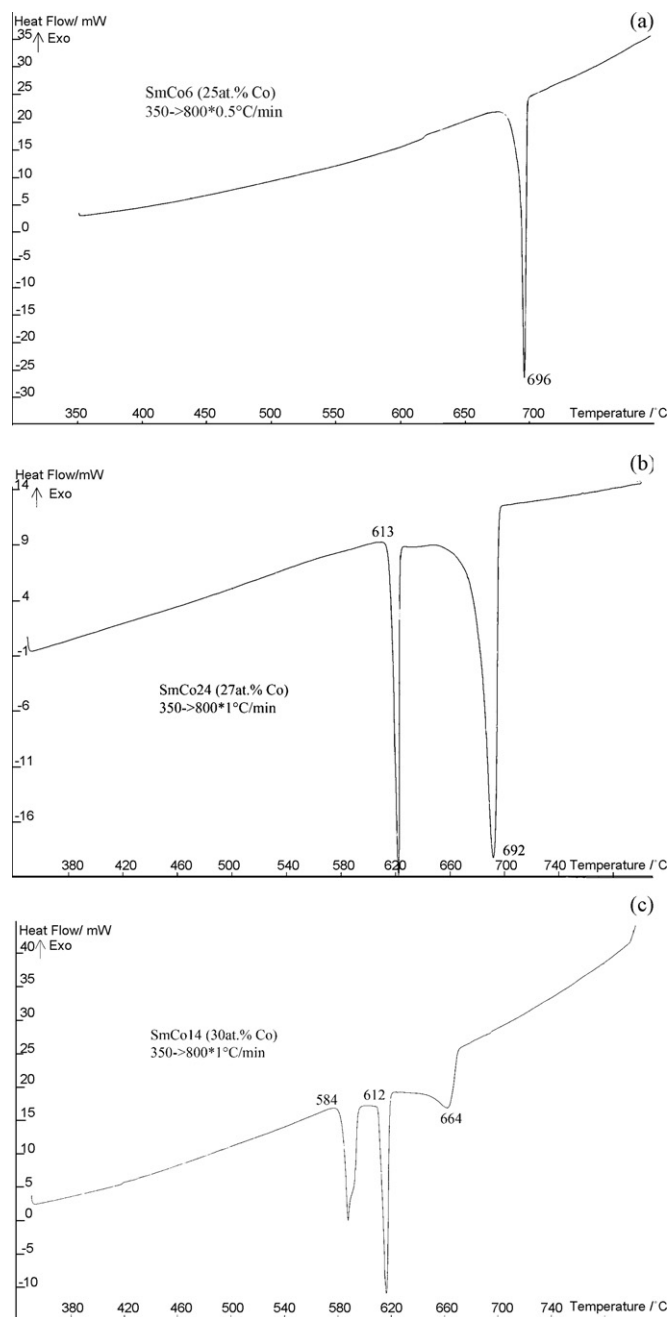 (a)
Heat Flow/ mW
↑ Exo
35
30
25
20
15
10
5
0
-5
-10
-15
-20
-25
-30
SmCo6 (25at.% Co)
350->800*0.5°C/min
696
350 400 450 500 550 600 650 700 Temperature /°C
(b)
Heat Flow/mW
↑ Exo
14
9
4
-1
-6
-11
-16
613
SmCo24 (27at.% Co)
350->800*1°C/min
692
380 420 460 500 540 580 620 660 700 740 Temperature /°C
(c)
Heat Flow/ mW
↑ Exo
40
35
30
25
20
15
10
5
0
-5
-10
SmCo14 (30at.% Co)
350->800*1°C/min
584
612
664
380 420 460 500 540 580 620 660 700 740 Temperature /°C